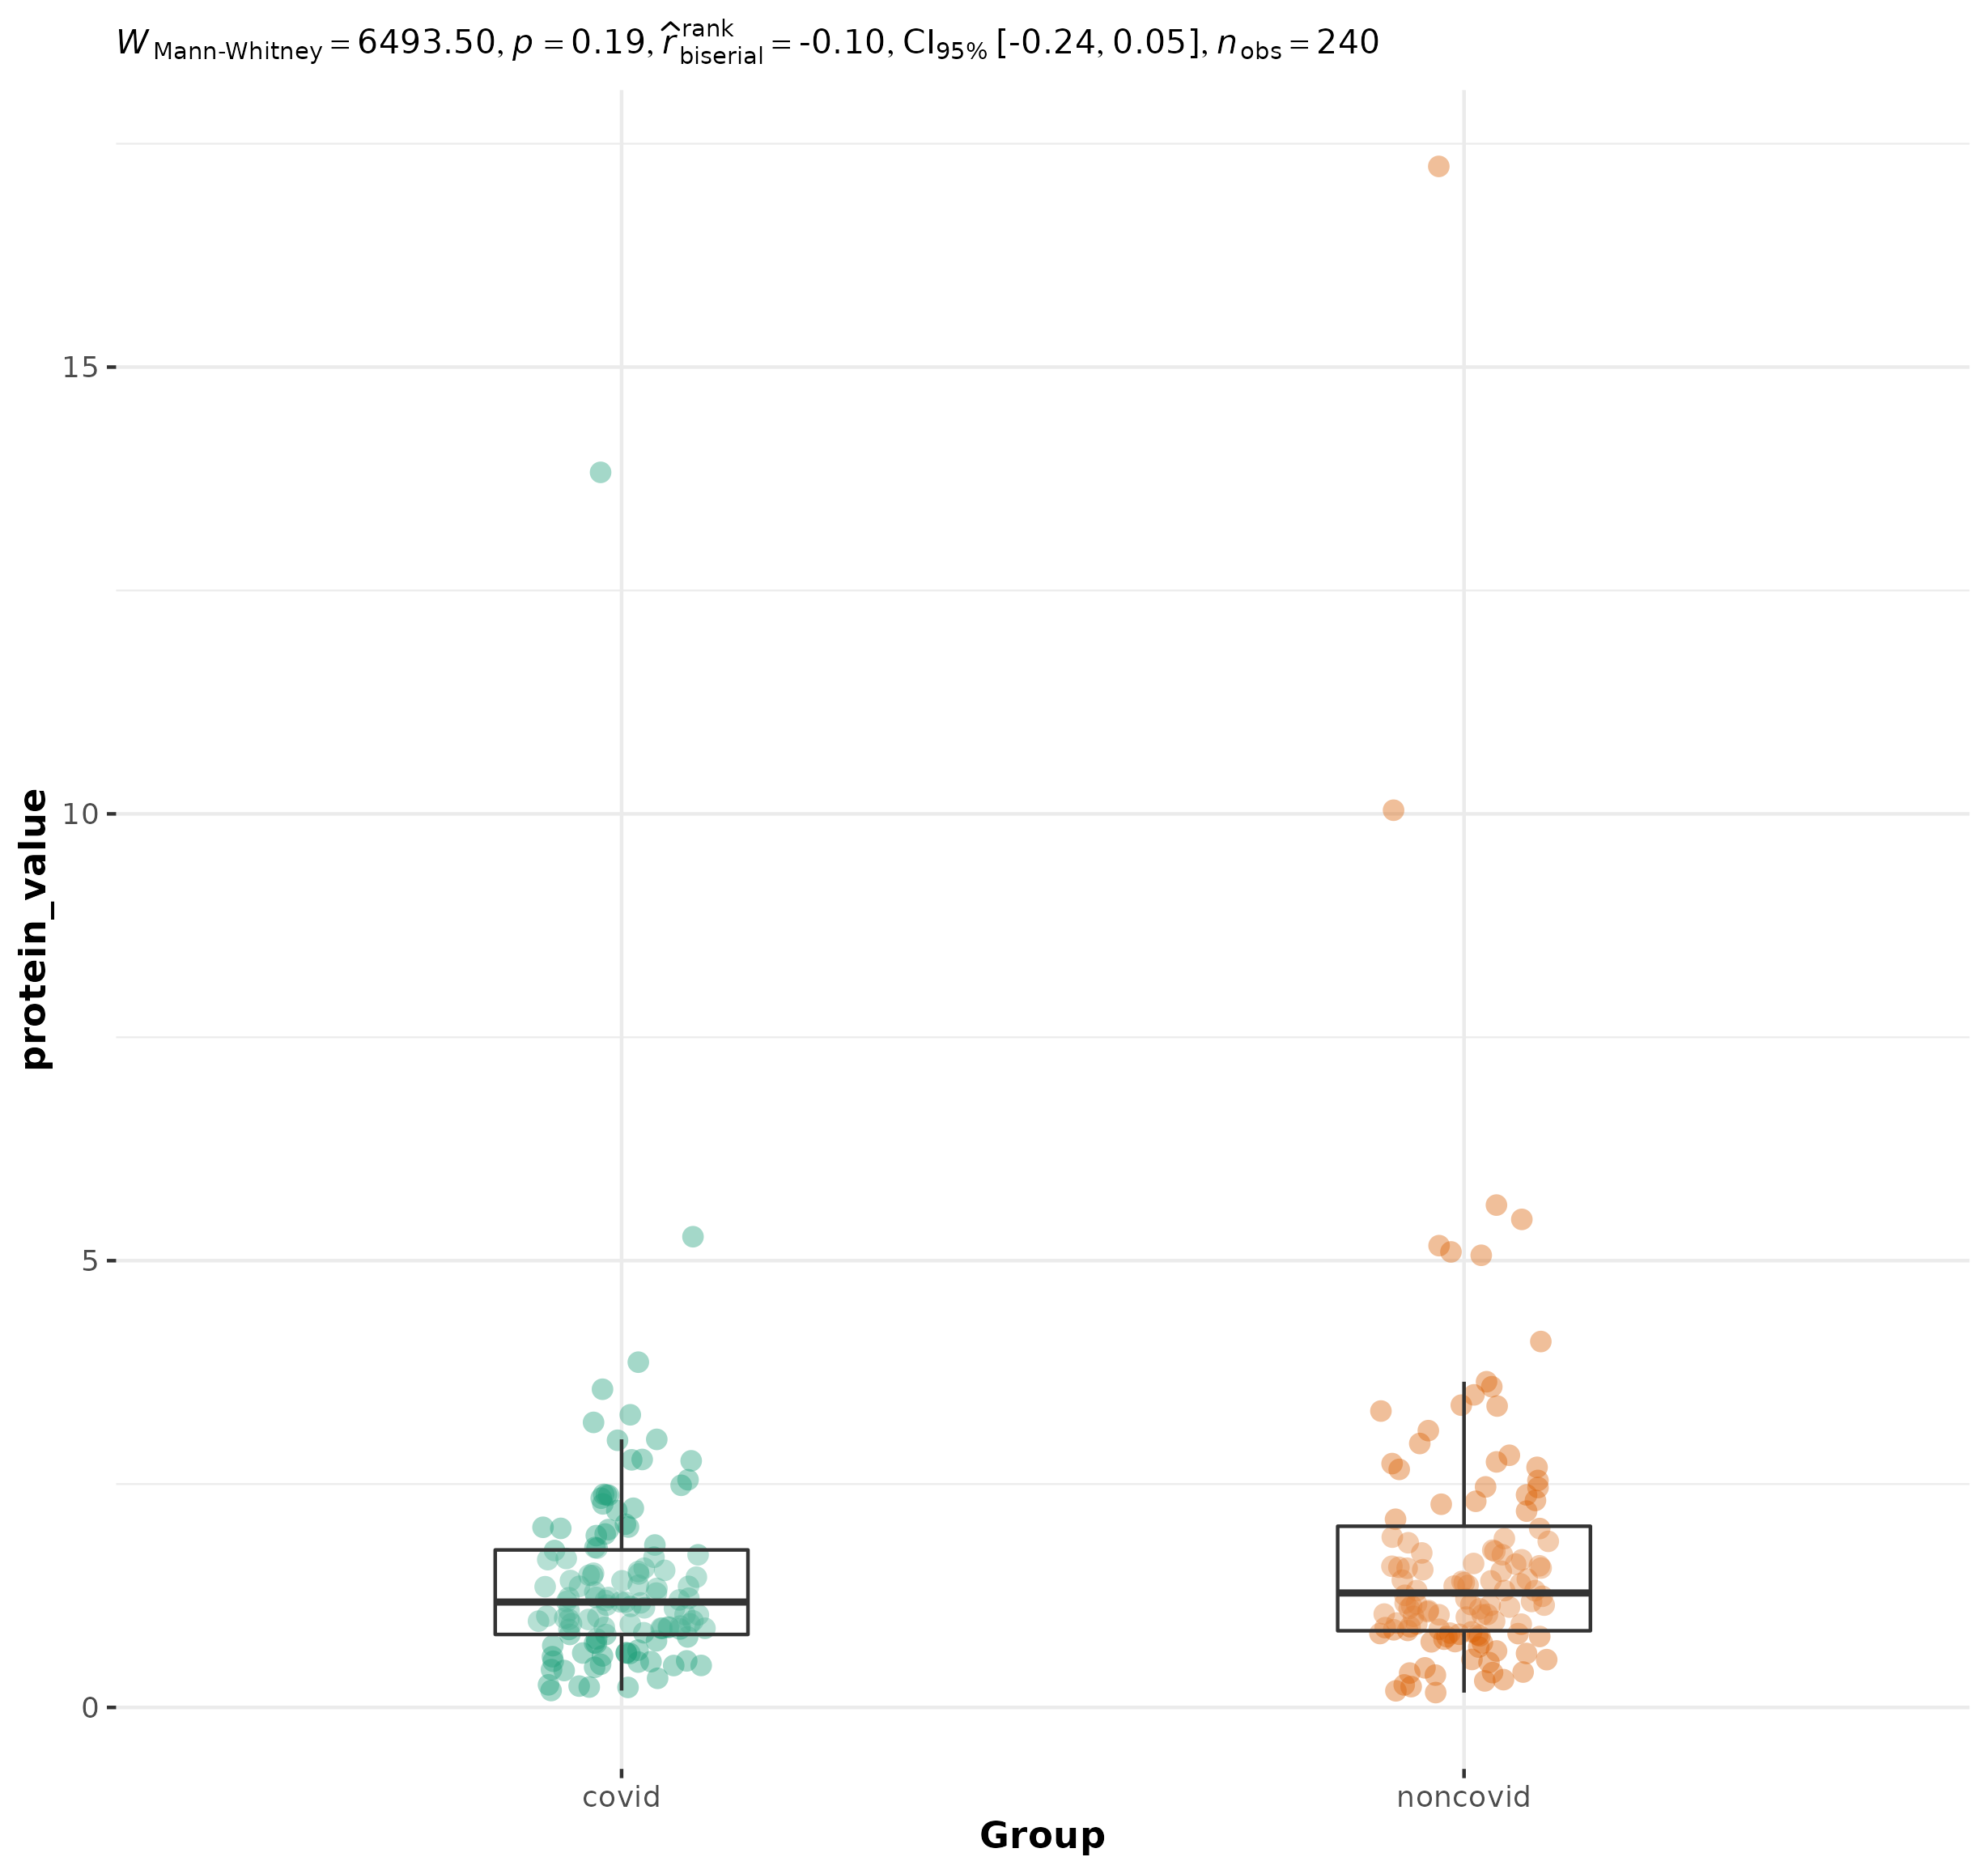 W Mann-Whitney = 6493.50, p = 0.19, r̂ rank biserial = -0.10, CI95% [-0.24, 0.05], n obs = 240
15
10
5
0
protein_value
covid noncovid
Group